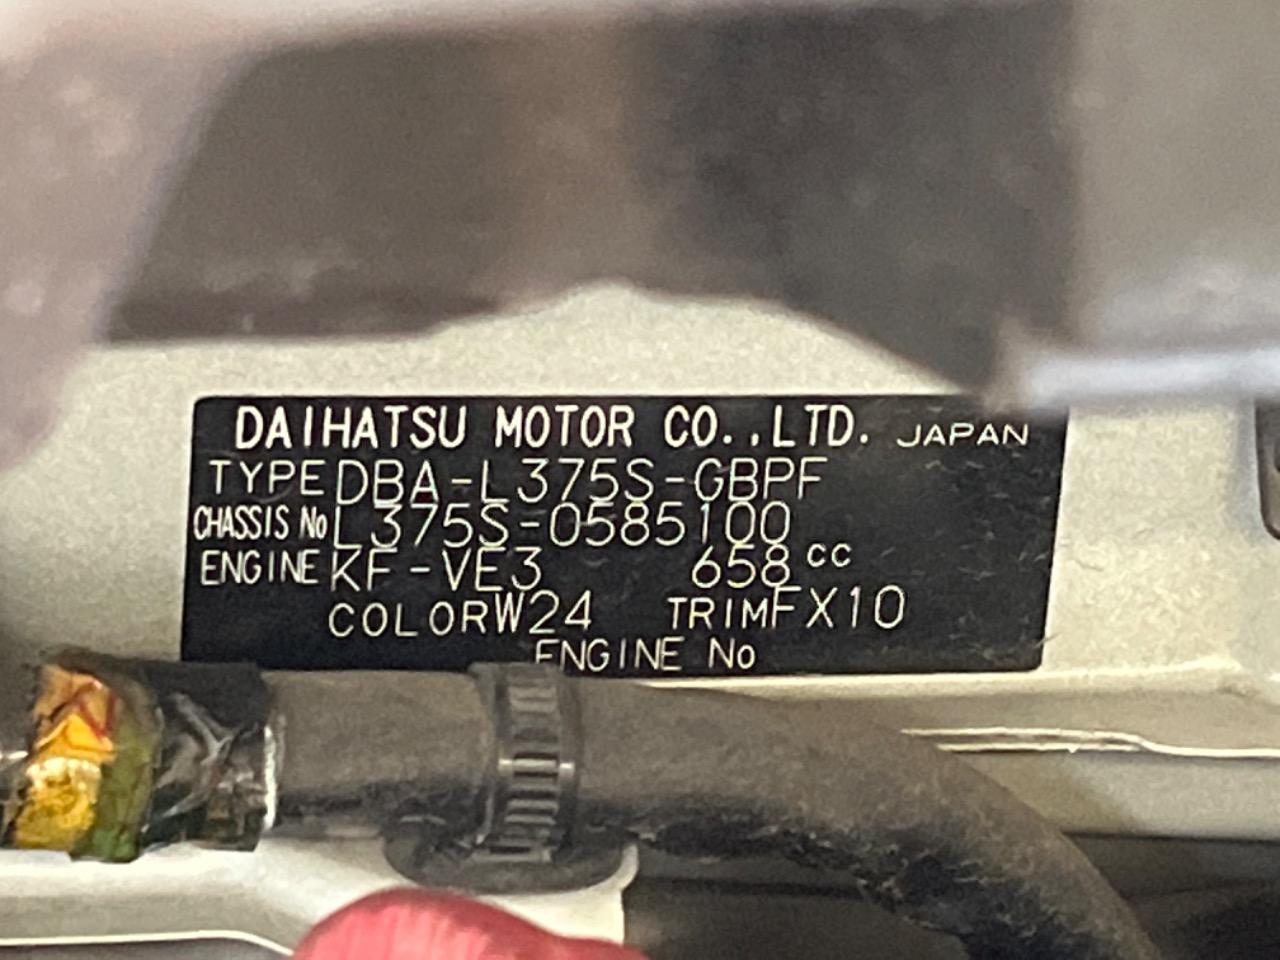 DAIHATSU MOTOR CO.,LTD. JAPAN
TYPE DBA-L375S-GBPF
CHASSIS No L375S-0585100
ENGINE KF-VE3 658 cc
COLOR W24 TRIM FX10
ENGINE No